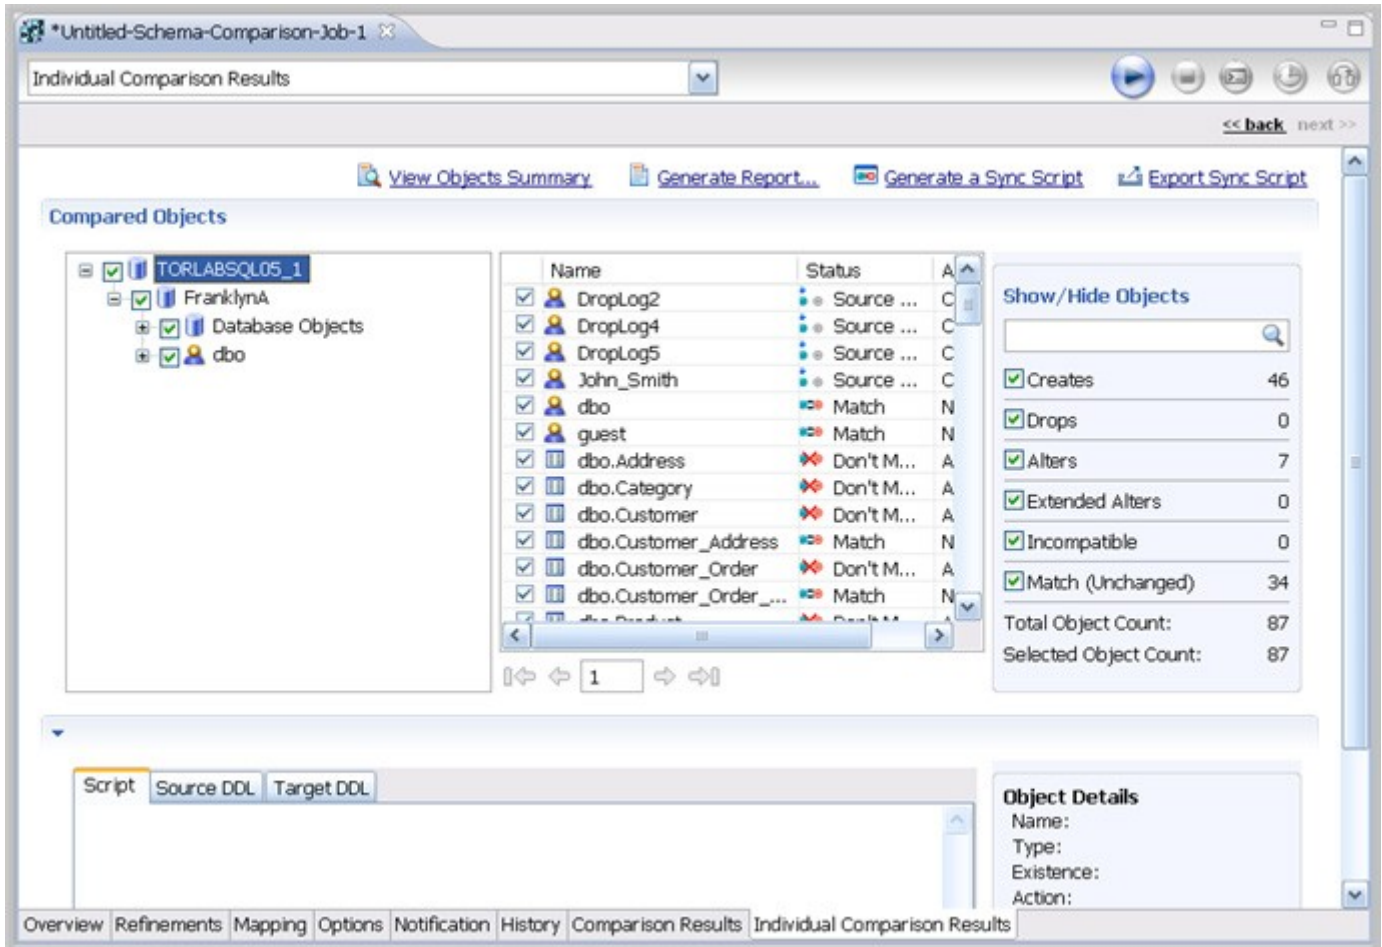 *Untitled-Schema-Comparison-Job-1
Individual Comparison Results
<< back next >>
View Objects Summary Generate Report... Generate a Sync Script Export Sync Script
Compared Objects
TORLABSQL05_1
FranklynA
Database Objects
dbo
Name Status A
DropLog2 Source ... C
DropLog4 Source ... C
DropLog5 Source ... C
John_Smith Source ... C
dbo Match N
guest Match N
dbo.Address Don't M... A
dbo.Category Don't M... A
dbo.Customer Don't M... A
dbo.Customer_Address Match N
dbo.Customer_Order Don't M... A
dbo.Customer_Order_... Match N
dbo.Product Don't M... A
1
Show/Hide Objects
Creates 46
Drops 0
Alters 7
Extended Alters 0
Incompatible 0
Match (Unchanged) 34
Total Object Count: 87
Selected Object Count: 87
Script Source DDL Target DDL
Object Details
Name:
Type:
Existence:
Action:
Overview Refinements Mapping Options Notification History Comparison Results Individual Comparison Results